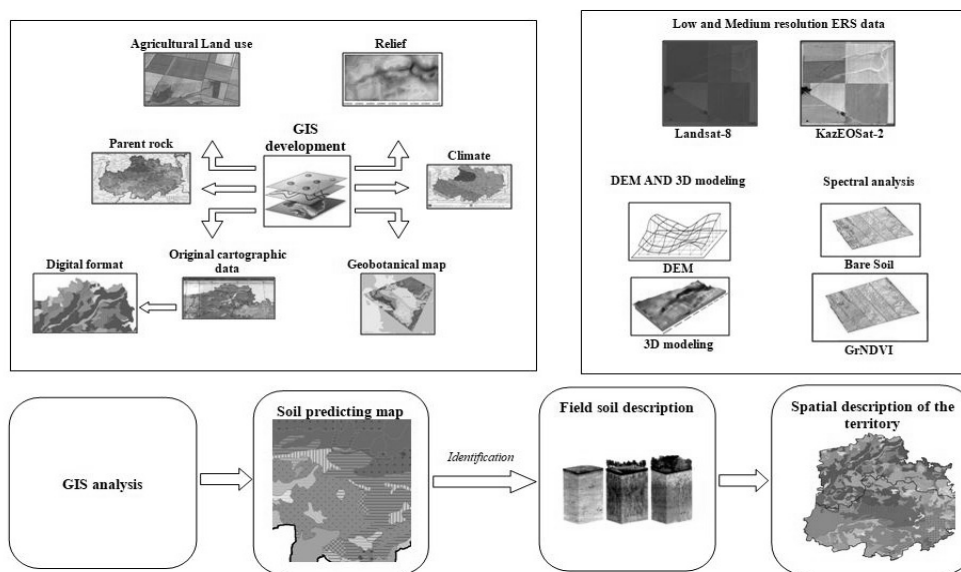 Agricultural Land use
Relief
GIS
development
Parent rock
Climate
Original cartographic
data
Digital format
Geobotanical map
Low and Medium resolution ERS data
Landsat-8
KazEOSat-2
DEM AND 3D modeling
Spectral analysis
DEM
Bare Soil
3D modeling
GrNDVI
GIS analysis
Soil predicting map
Identification
Field soil description
Spatial description of the
territory